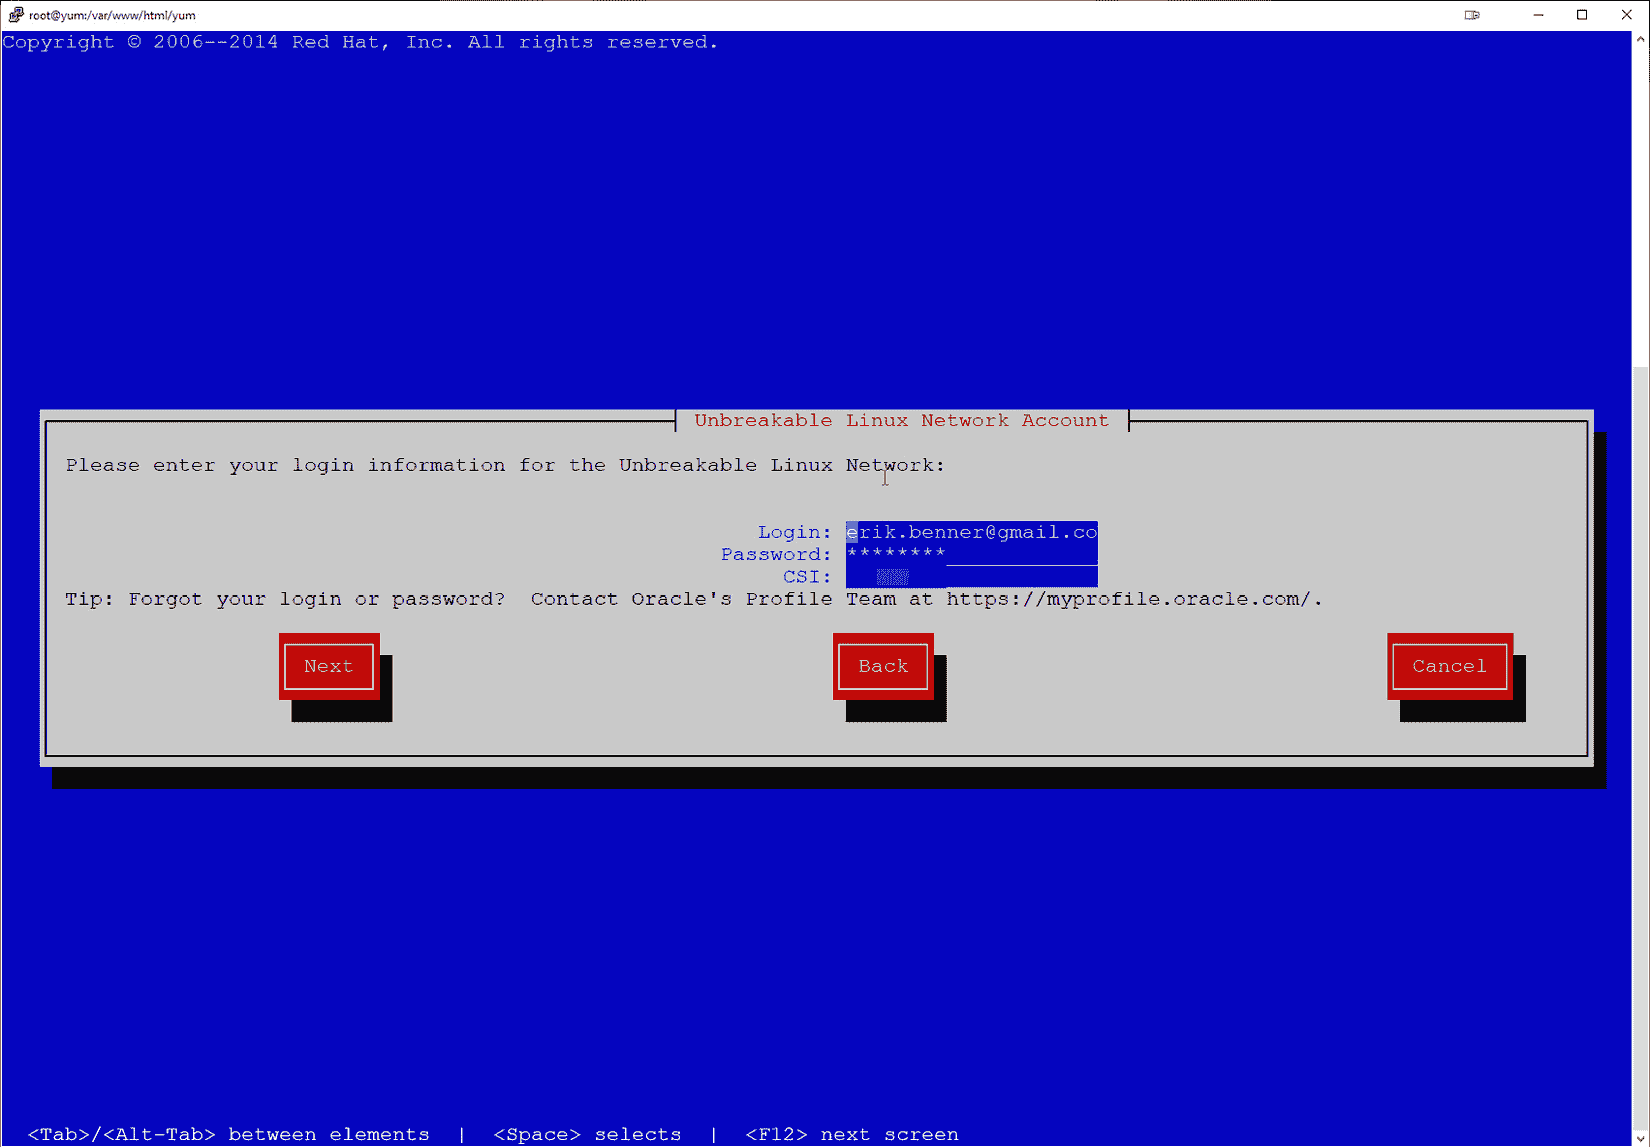 root@yum:/var/www/html/yum
Copyright © 2006--2014 Red Hat, Inc. All rights reserved.
Unbreakable Linux Network Account
Please enter your login information for the Unbreakable Linux Network:
Login: erik.benner@gmail.co
Password: ********
CSI:
Tip: Forgot your login or password?  Contact Oracle's Profile Team at https://myprofile.oracle.com/.
Next Back Cancel
<Tab>/<Alt-Tab> between elements  |  <Space> selects  |  <F12> next screen